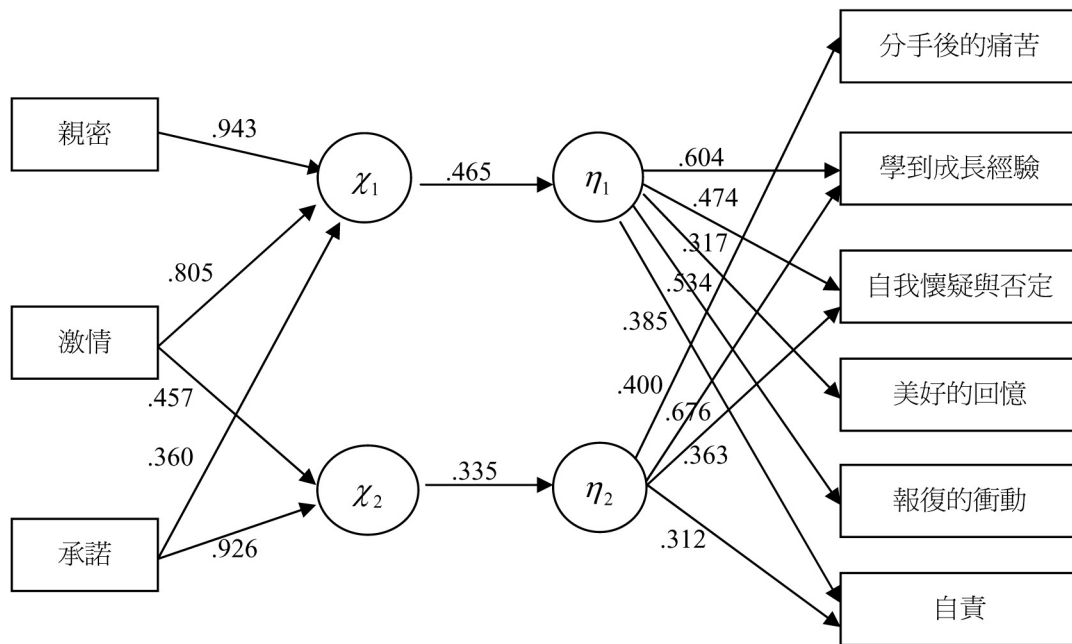 親密
激情
承諾
.943
.805
.457
.360
.926
χ₁
χ₂
.465
.335
η₁
η₂
.604
.474
.317
.534
.385
.400
.676
.363
.312
分手後的痛苦
學到成長經驗
自我懷疑與否定
美好的回憶
報復的衝動
自責